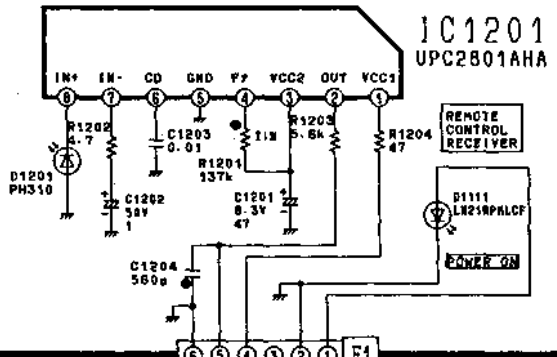 IC1201
UPC2801AHA
IN+ IN- CD GND Fγ VCC2 OUT VCC1
8 7 6 5 4 3 2 1
R1202
4.7
C1203
0.01
R1201
137k
R1203
5.6k
R1204
47
REMOTE
CONTROL
RECEIVER
D1201
PH310
C1202
50V
1
C1201
6.3V
47
D1111
C1204
560p
POWER ON
6 5 4 3 2 1